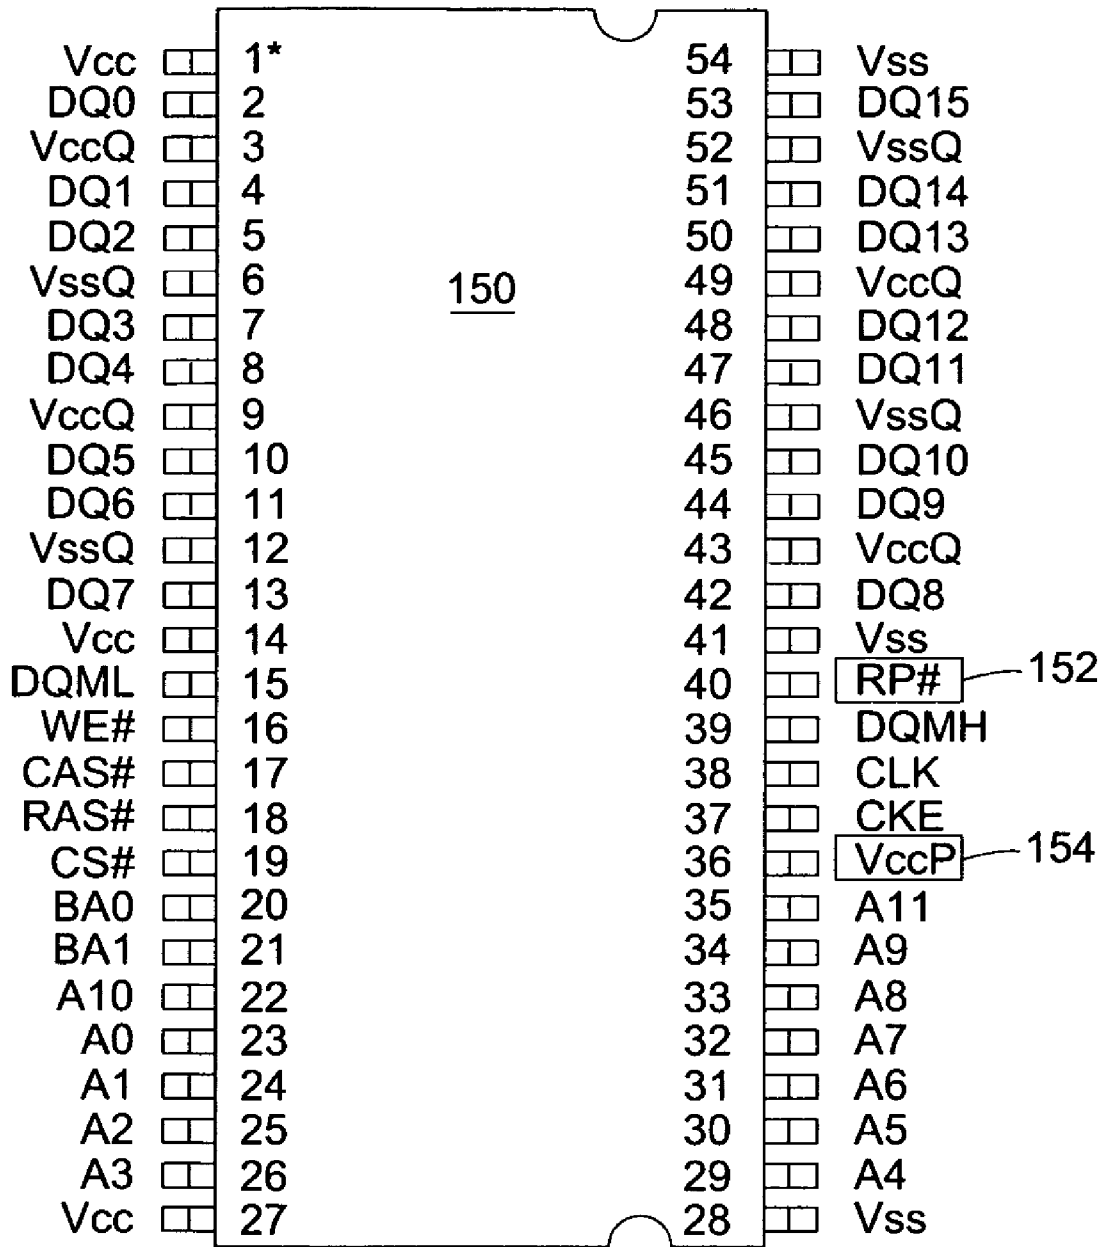 Vcc 1* 54 Vss
DQ0 2 53 DQ15
VccQ 3 52 VssQ
DQ1 4 51 DQ14
DQ2 5 50 DQ13
VssQ 6 150 49 VccQ
DQ3 7 48 DQ12
DQ4 8 47 DQ11
VccQ 9 46 VssQ
DQ5 10 45 DQ10
DQ6 11 44 DQ9
VssQ 12 43 VccQ
DQ7 13 42 DQ8
Vcc 14 41 Vss
DQML 15 40 RP# 152
WE# 16 39 DQMH
CAS# 17 38 CLK
RAS# 18 37 CKE
CS# 19 36 VccP 154
BA0 20 35 A11
BA1 21 34 A9
A10 22 33 A8
A0 23 32 A7
A1 24 31 A6
A2 25 30 A5
A3 26 29 A4
Vcc 27 28 Vss